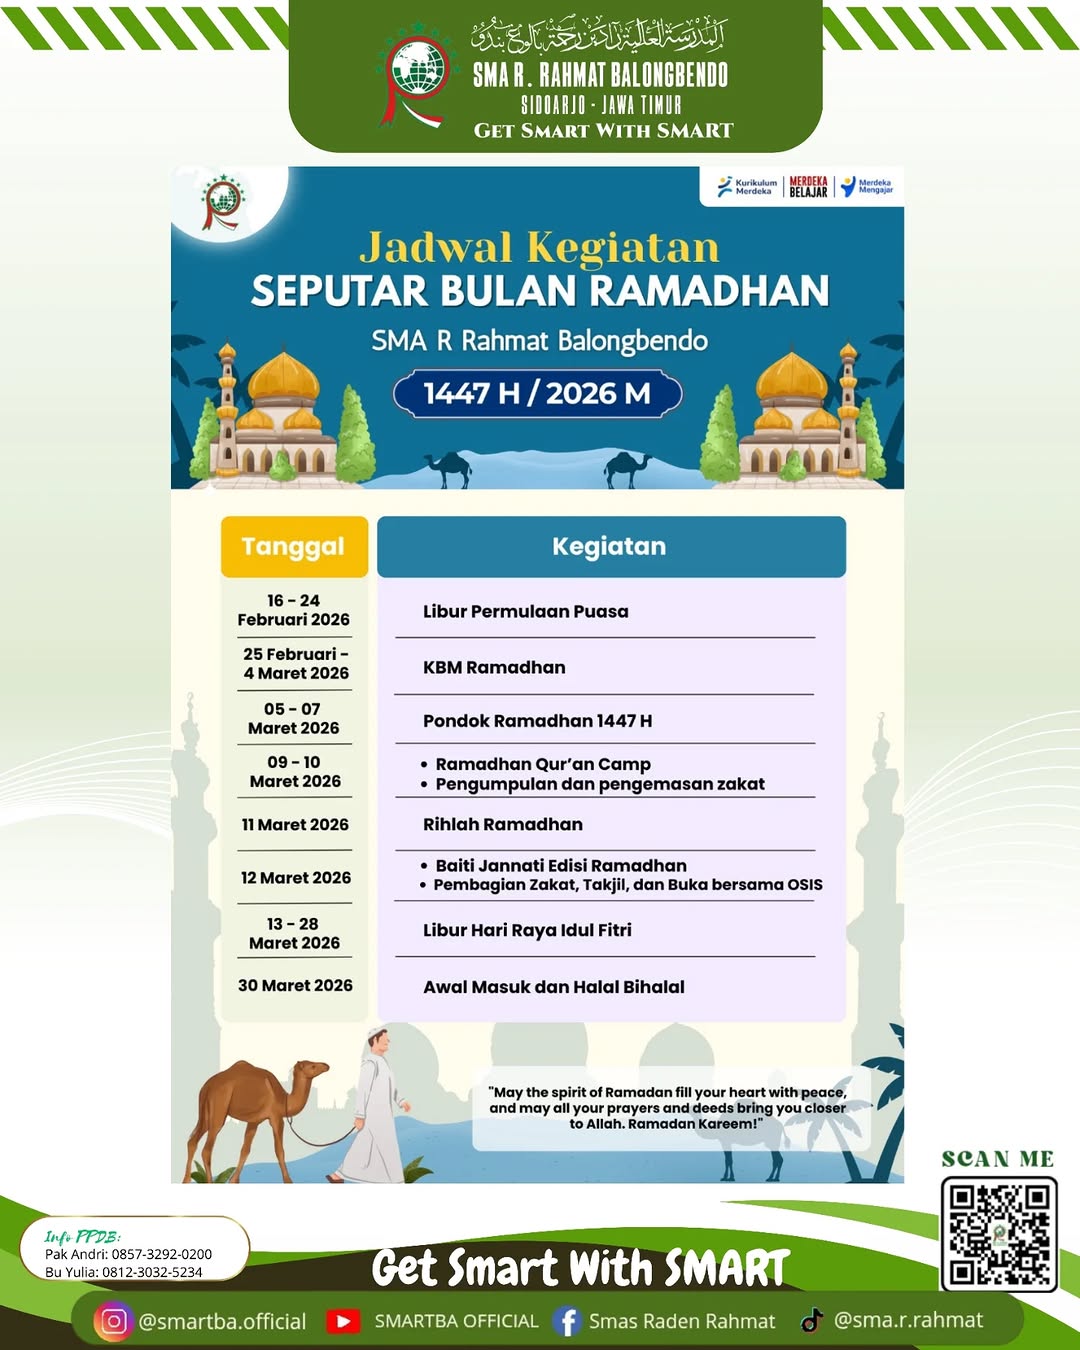 المدرسة العالية رادين رحمة بالوع بندو
SMA R. RAHMAT BALONGBENDO
SIDOARJO - JAWA TIMUR
GET SMART WITH SMART
Kurikulum Merdeka
MERDEKA BELAJAR
Merdeka Mengajar
Jadwal Kegiatan
SEPUTAR BULAN RAMADHAN
SMA R Rahmat Balongbendo
1447 H / 2026 M
Tanggal
Kegiatan
16 - 24
Februari 2026
Libur Permulaan Puasa
25 Februari -
4 Maret 2026
KBM Ramadhan
05 - 07
Maret 2026
Pondok Ramadhan 1447 H
09 - 10
Maret 2026
• Ramadhan Qur'an Camp
• Pengumpulan dan pengemasan zakat
11 Maret 2026
Rihlah Ramadhan
12 Maret 2026
• Baiti Jannati Edisi Ramadhan
• Pembagian Zakat, Takjil, dan Buka bersama OSIS
13 - 28
Maret 2026
Libur Hari Raya Idul Fitri
30 Maret 2026
Awal Masuk dan Halal Bihalal
"May the spirit of Ramadan fill your heart with peace,
and may all your prayers and deeds bring you closer
to Allah. Ramadan Kareem!"
SCAN ME
Info PPDB:
Pak Andri: 0857-3292-0200
Bu Yulia: 0812-3032-5234
Get Smart With SMART
@smartba.official
SMARTBA OFFICIAL
Smas Raden Rahmat
@sma.r.rahmat